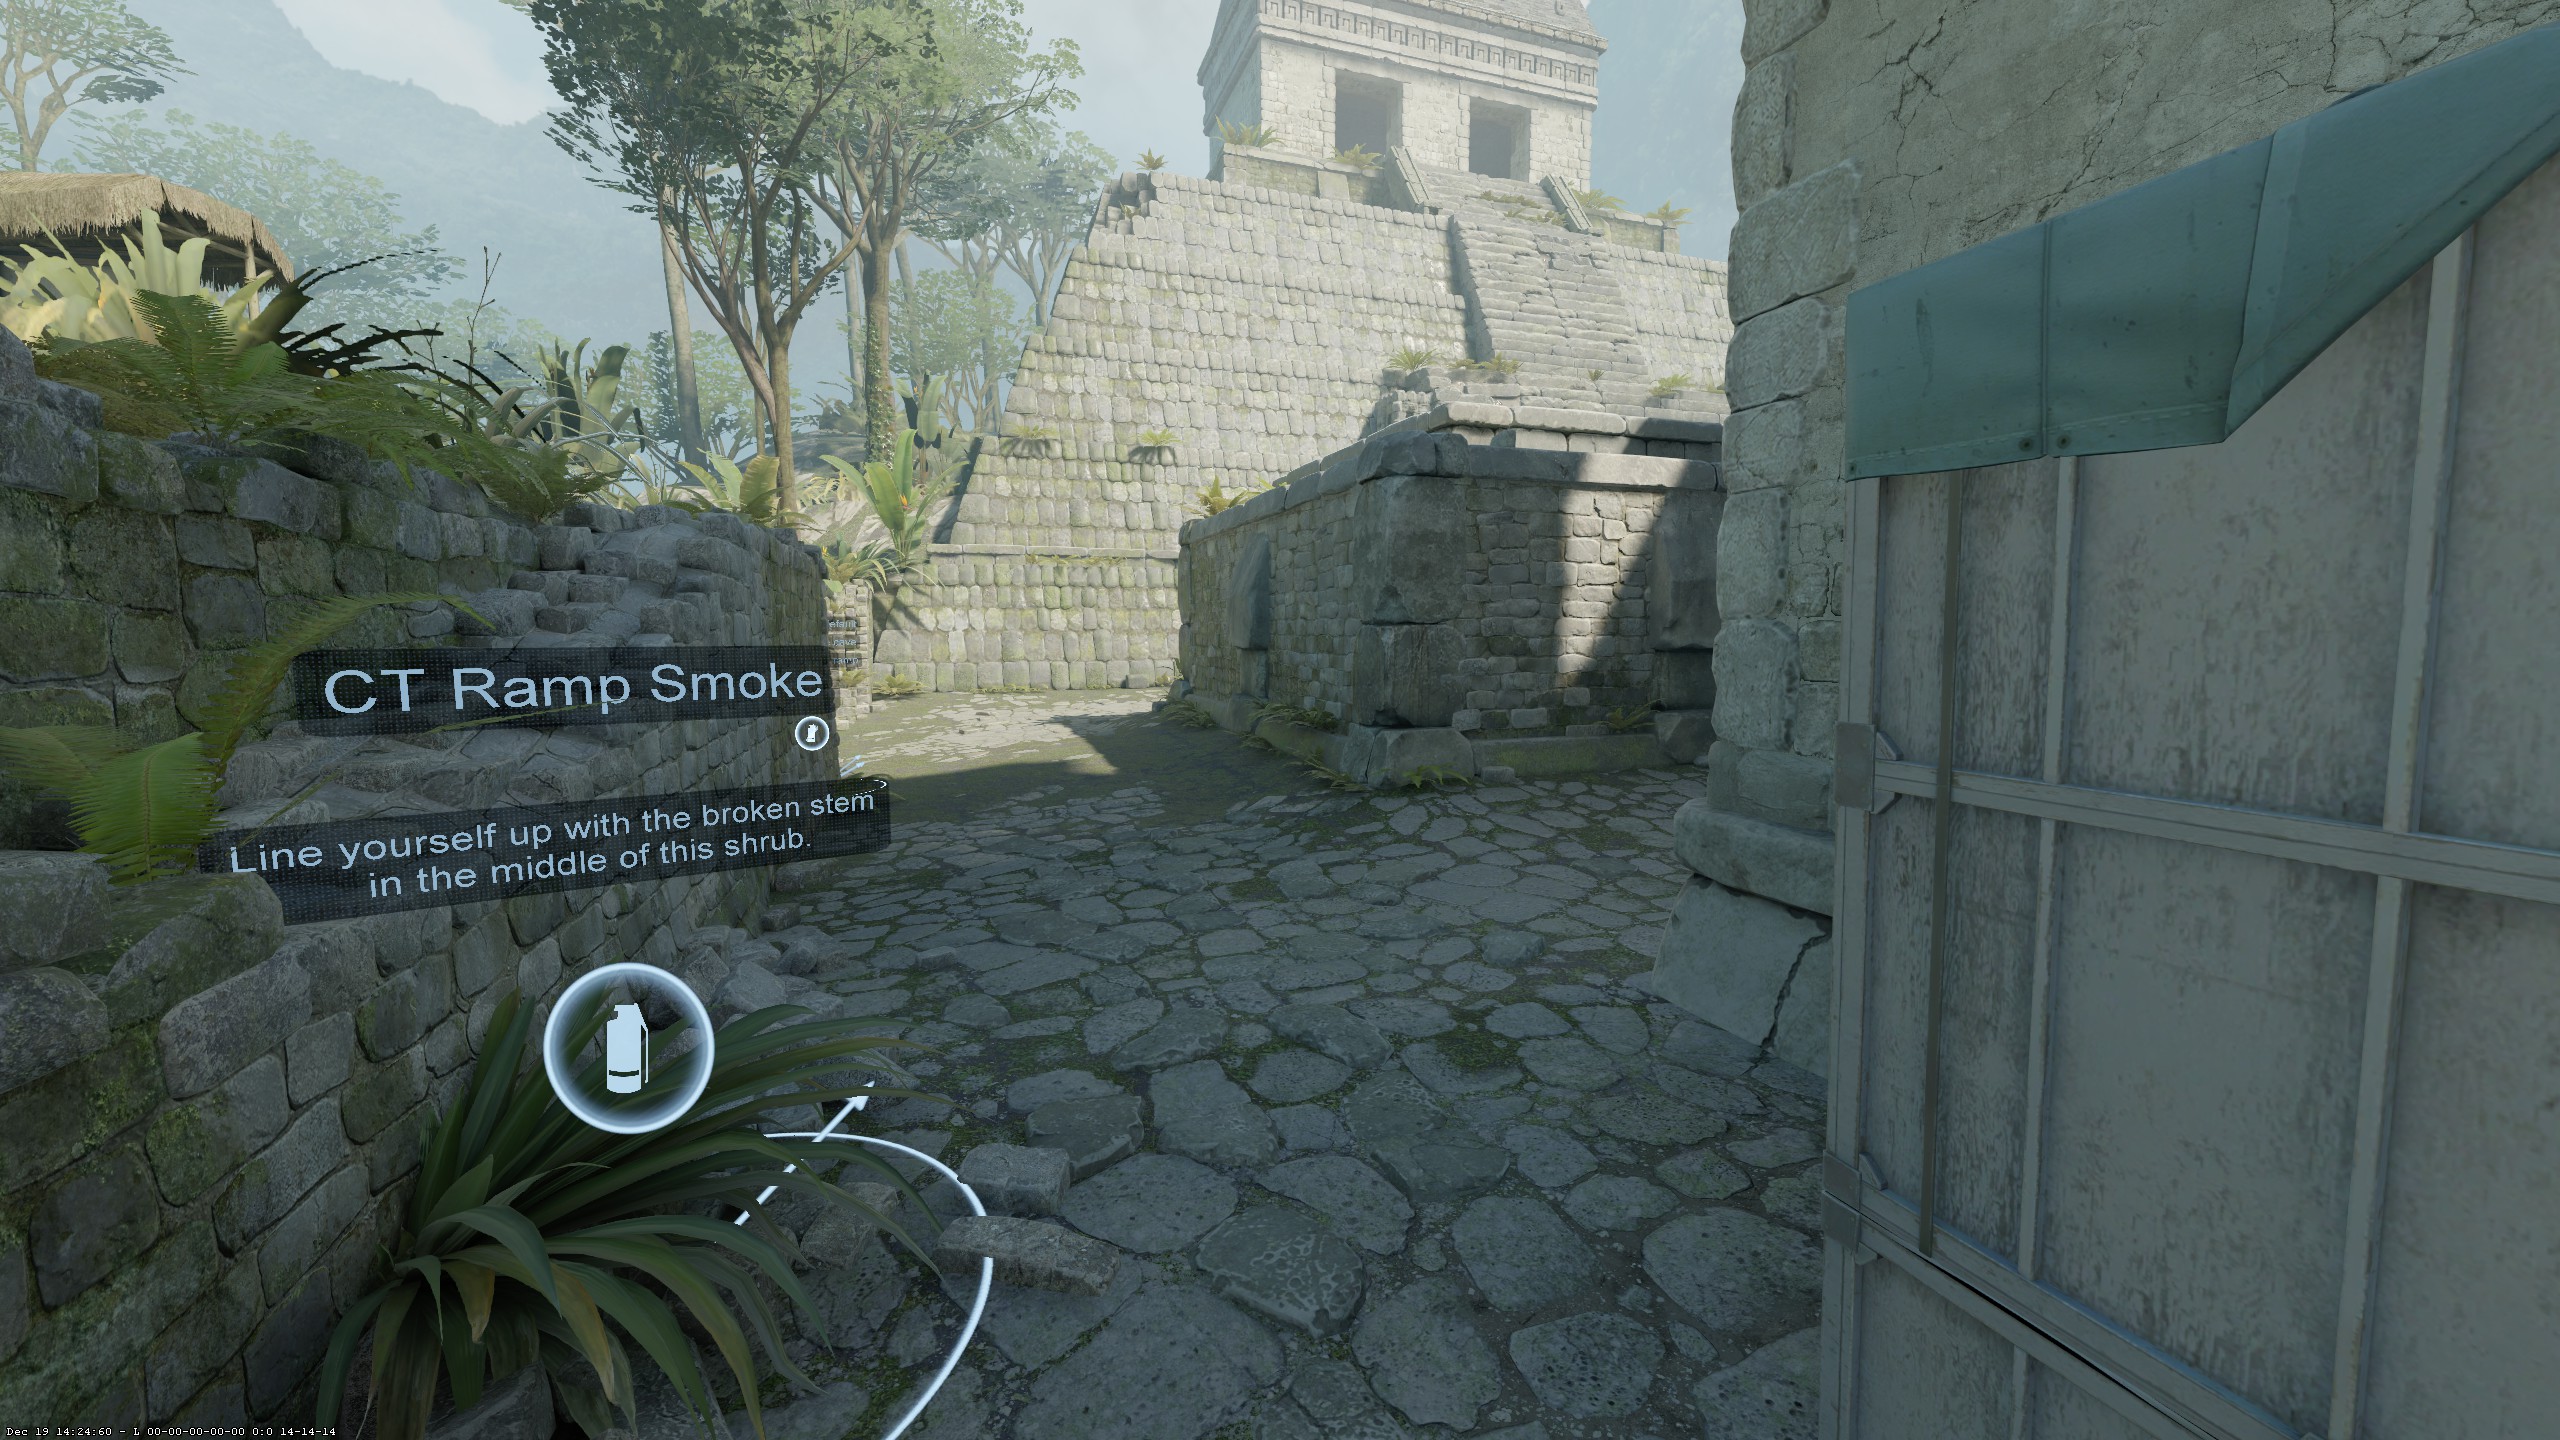 CT Ramp Smoke
Line yourself up with the broken stem
in the middle of this shrub.
Dec 19 14:24:60 - L 00-00-00-00-00 0:0 14-14-14